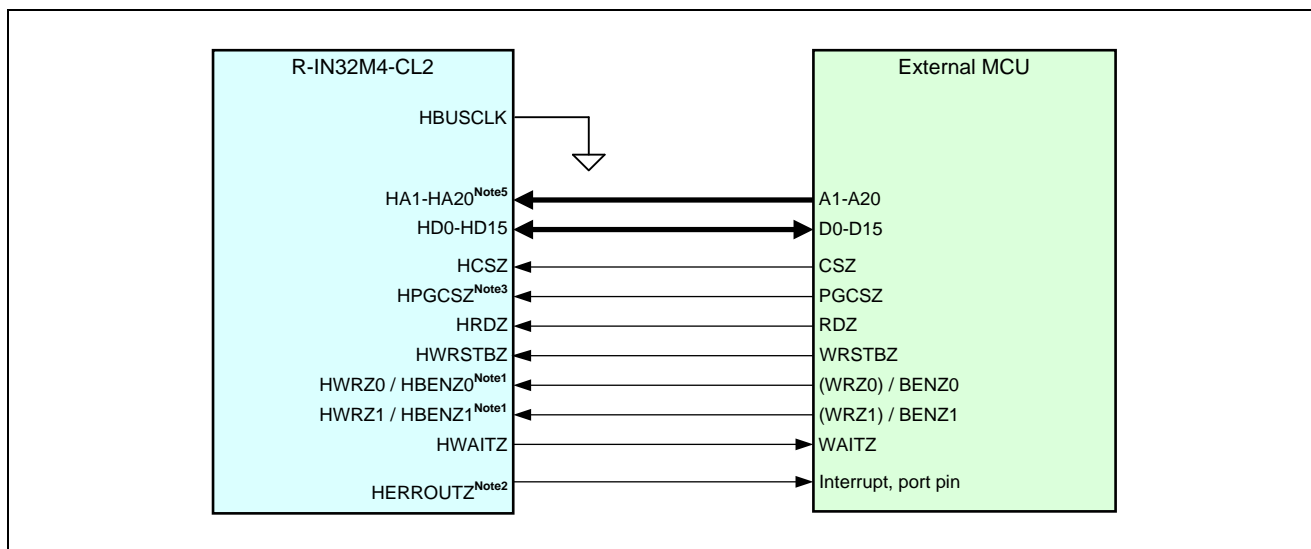 R-IN32M4-CL2 External MCU
HBUSCLK
HA1-HA20Note5 A1-A20
HD0-HD15 D0-D15
HCSZ CSZ
HPGCSZNote3 PGCSZ
HRDZ RDZ
HWRSTBZ WRSTBZ
HWRZ0 / HBENZ0Note1 (WRZ0) / BENZ0
HWRZ1 / HBENZ1Note1 (WRZ1) / BENZ1
HWAITZ WAITZ
HERROUTZNote2 Interrupt, port pin